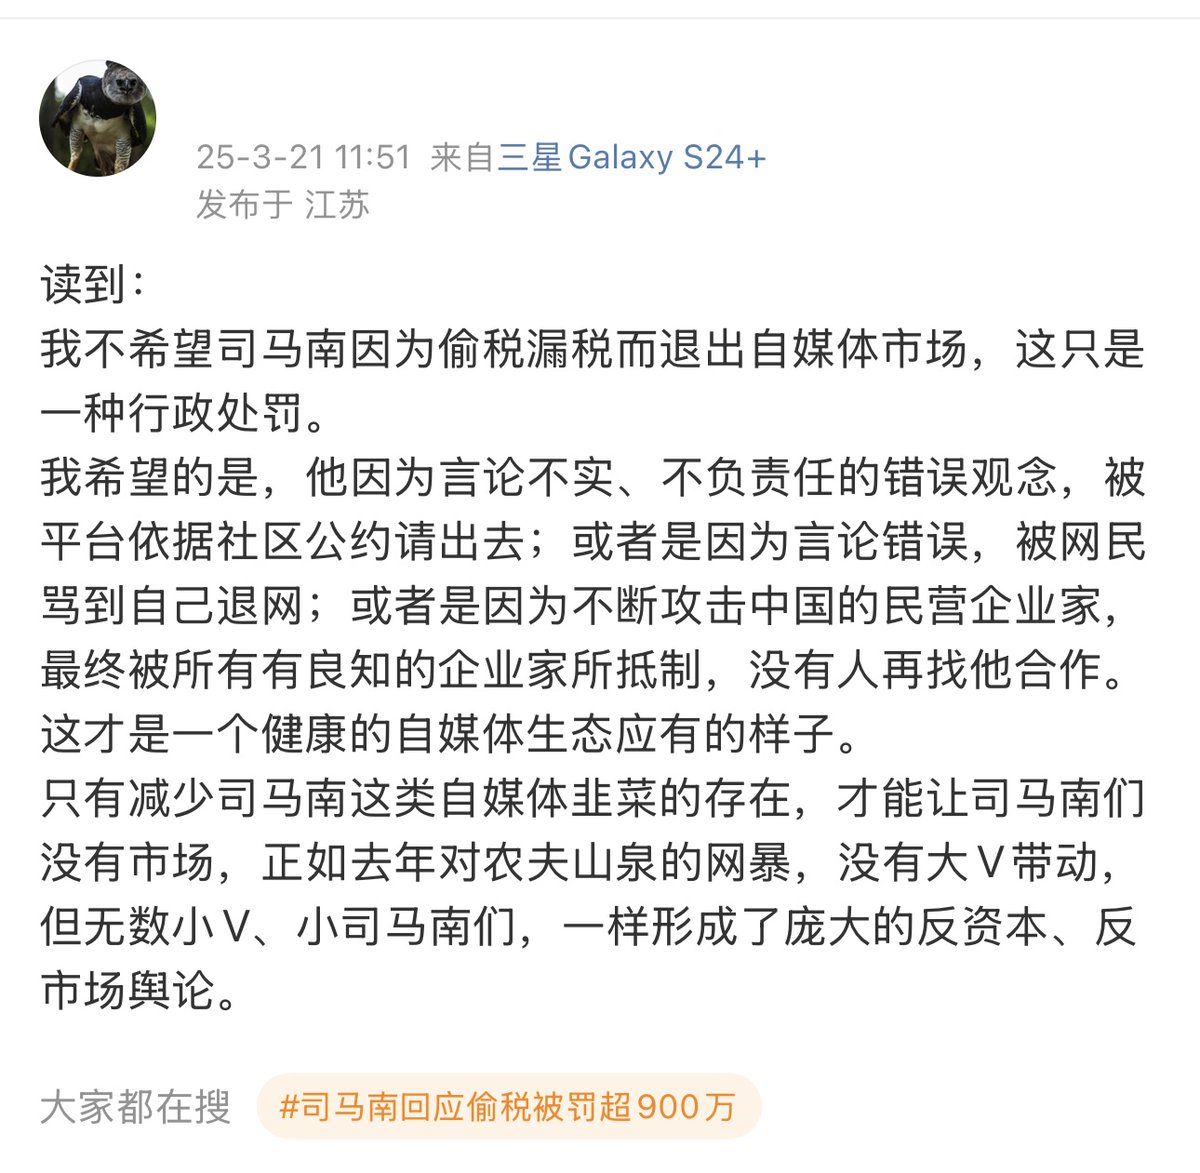 25-3-21 11:51 来自三星Galaxy S24+
发布于 江苏
读到：
我不希望司马南因为偷税漏税而退出自媒体市场，这只是
一种行政处罚。
我希望的是，他因为言论不实、不负责任的错误观念，被
平台依据社区公约请出去；或者是因为言论错误，被网民
骂到自己退网；或者是因为不断攻击中国的民营企业家，
最终被所有有良知的企业家所抵制，没有人再找他合作。
这才是一个健康的自媒体生态应有的样子。
只有减少司马南这类自媒体韭菜的存在，才能让司马南们
没有市场，正如去年对农夫山泉的网暴，没有大V带动，
但无数小V、小司马南们，一样形成了庞大的反资本、反
市场舆论。
大家都在搜 #司马南回应偷税被罚超900万